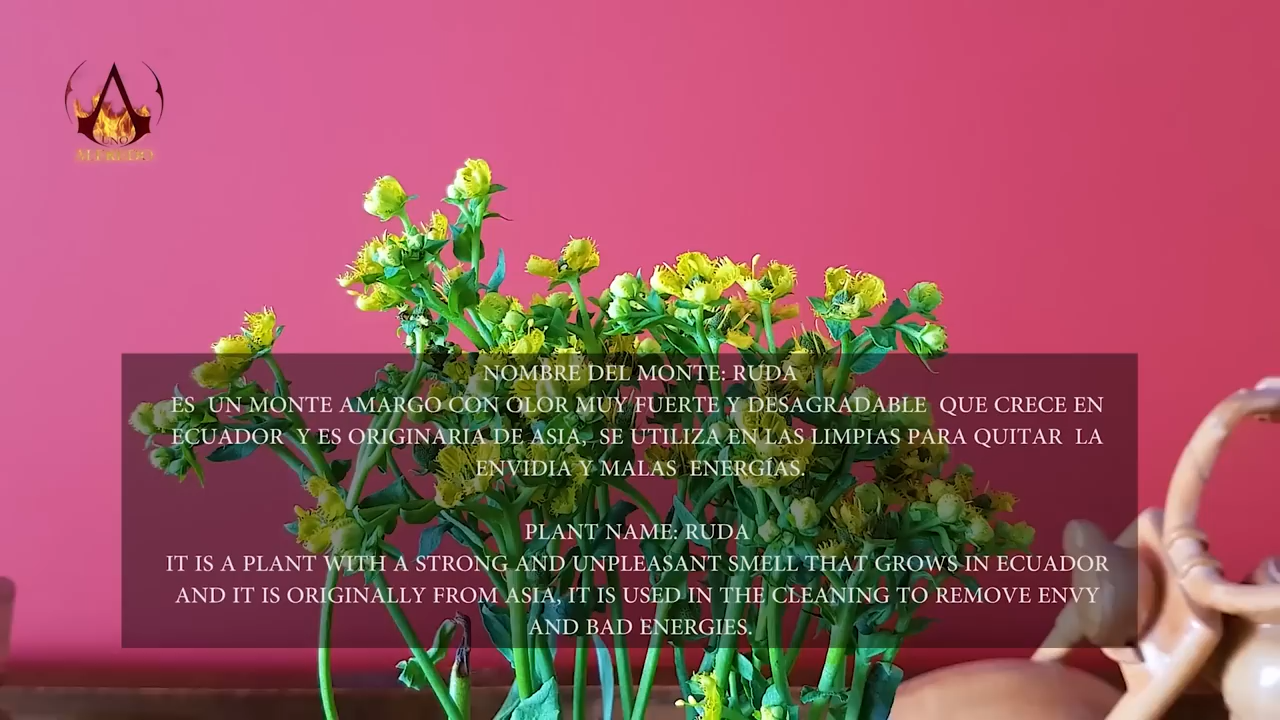 UNO
ALFREDO
NOMBRE DEL MONTE: RUDA
ES UN MONTE AMARGO CON OLOR MUY FUERTE Y DESAGRADABLE QUE CRECE EN
ECUADOR Y ES ORIGINARIA DE ASIA, SE UTILIZA EN LAS LIMPIAS PARA QUITAR LA
ENVIDIA Y MALAS ENERGÍAS.
PLANT NAME: RUDA
IT IS A PLANT WITH A STRONG AND UNPLEASANT SMELL THAT GROWS IN ECUADOR
AND IT IS ORIGINALLY FROM ASIA, IT IS USED IN THE CLEANING TO REMOVE ENVY
AND BAD ENERGIES.